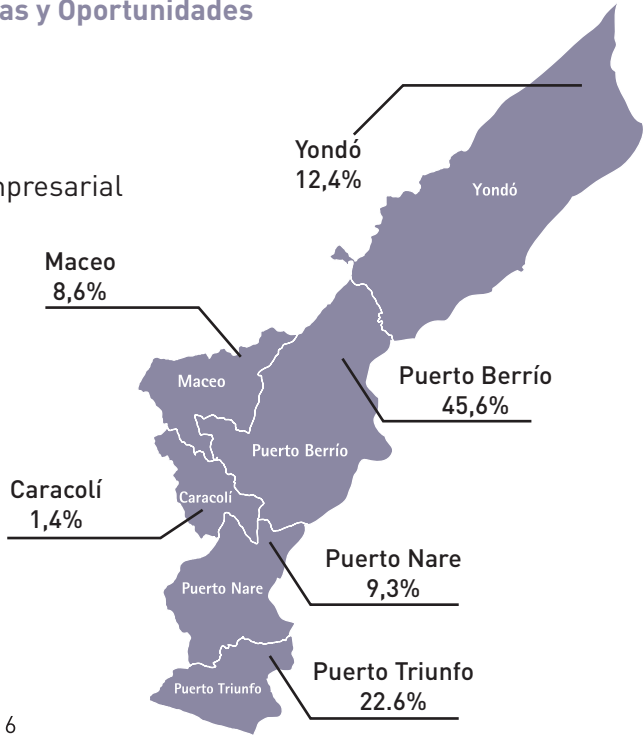 as y Oportunidades
Yondó
12,4%
Yondó
mpresarial
Maceo
8,6%
Maceo
Puerto Berrío
45,6%
Puerto Berrío
Caracolí
1,4%
Caracolí
Puerto Nare
9,3%
Puerto Nare
Puerto Triunfo
22.6%
Puerto Triunfo
6